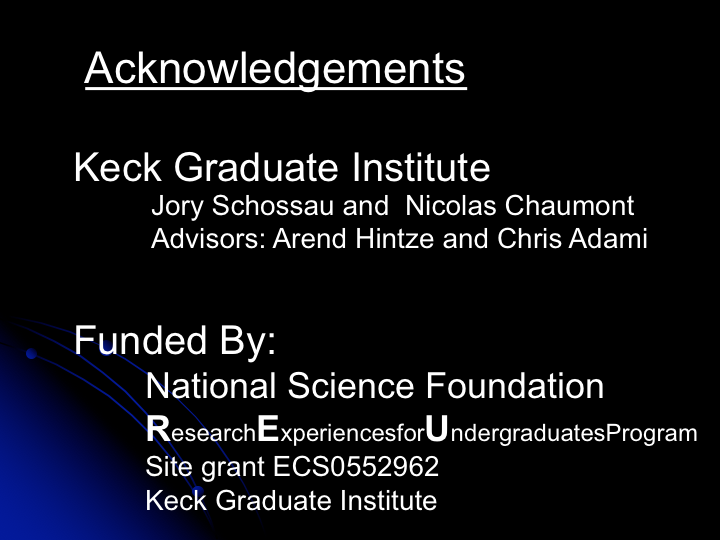 Acknowledgements
Keck Graduate Institute
Jory Schossau and  Nicolas Chaumont
Advisors: Arend Hintze and Chris Adami
Funded By:
National Science Foundation
ResearchExperiencesforUndergraduatesProgram
Site grant ECS0552962
Keck Graduate Institute